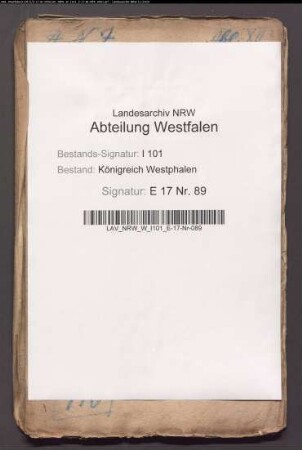 Landesarchiv NRW
Abteilung Westfalen
Bestands-Signatur: I 101
Bestand: Königreich Westphalen
Signatur: E 17 Nr. 89
LAV_NRW_W_I101_E-17-Nr-089